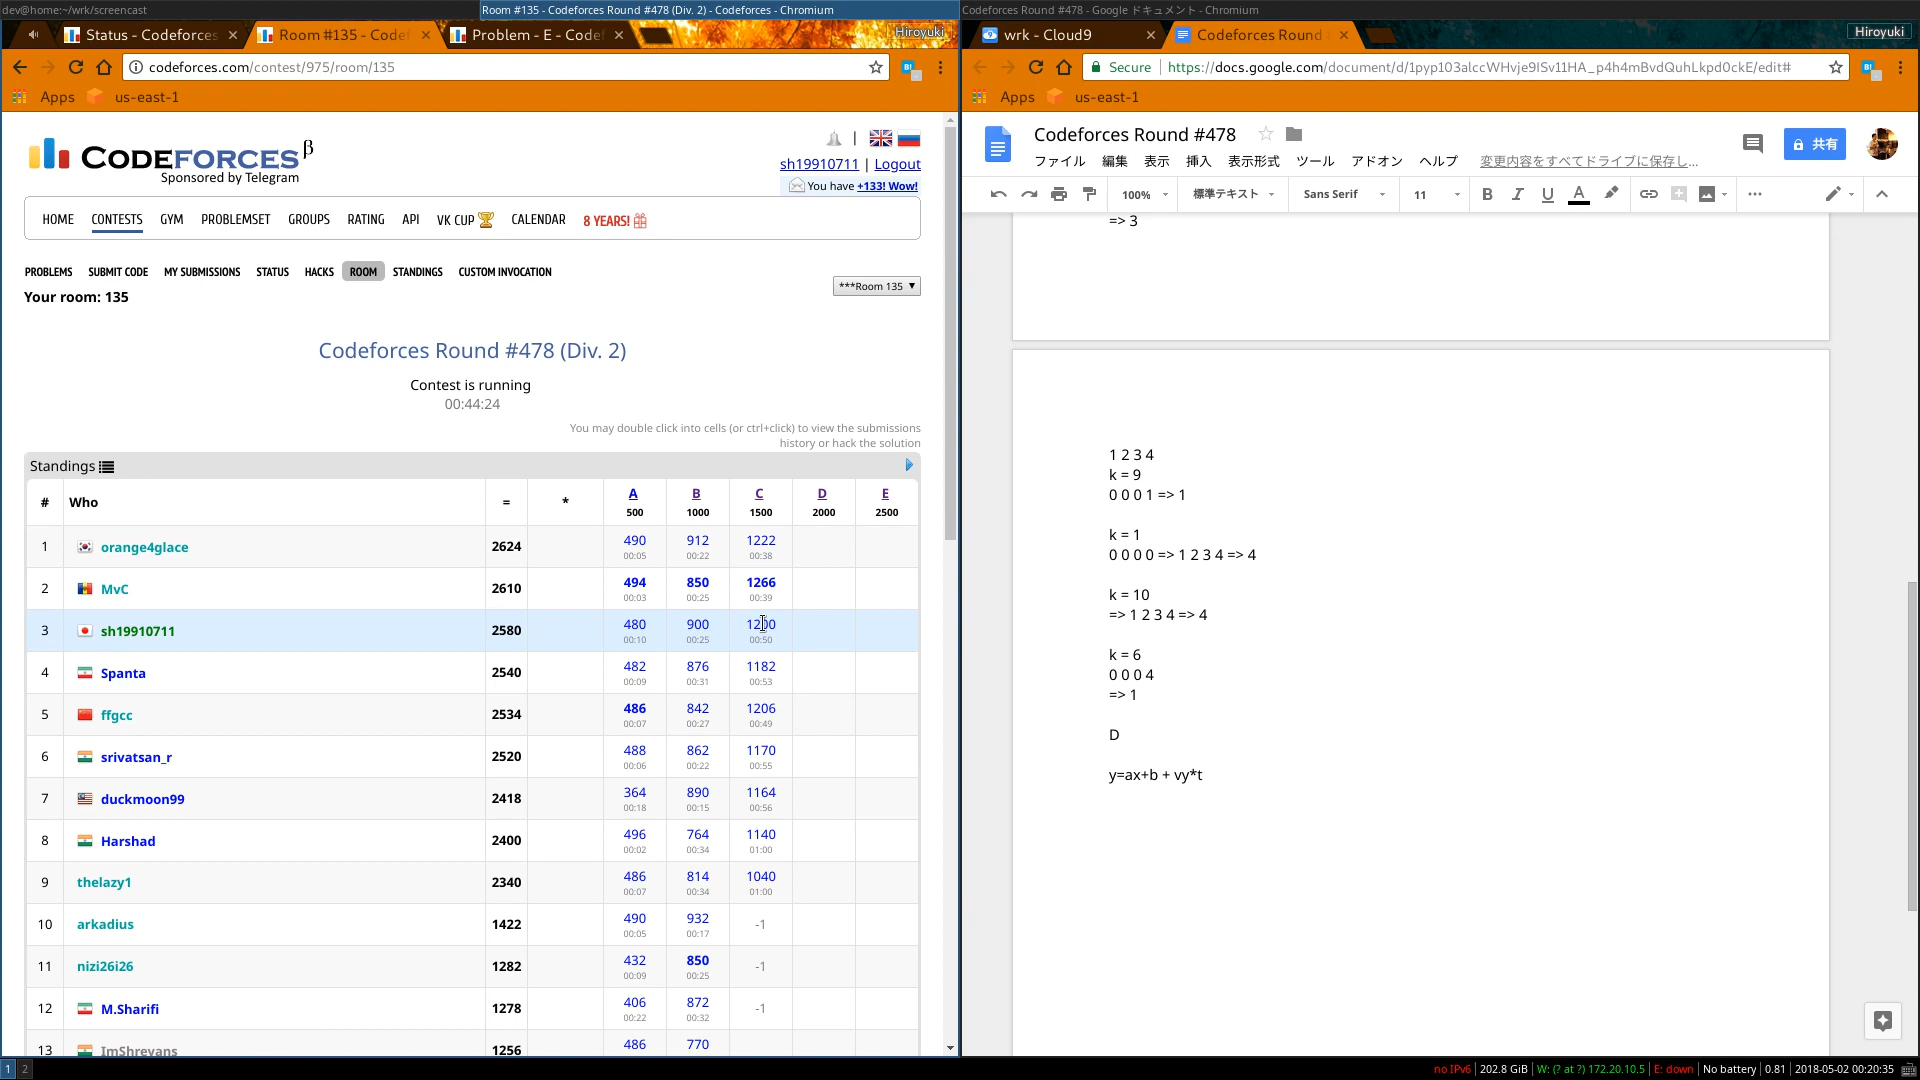 dev@home:~/wrk/screencast
Room #135 - Codeforces Round #478 (Div. 2) - Codeforces - Chromium
Codeforces Round #478 - Google ドキュメント - Chromium
Status - Codeforces
Room #135 - Codef
Problem - E - Codef
Hiroyuki
wrk - Cloud9
Codeforces Round
Hiroyuki
codeforces.com/contest/975/room/135
Secure
https://docs.google.com/document/d/1pyp103alccWHvje9ISv11HA_p4h4mBvdQuhLkpd0ckE/edit#
Apps
us-east-1
Apps
us-east-1
CODEFORCES β
Sponsored by Telegram
sh19910711 | Logout
You have +133! Wow!
HOME CONTESTS GYM PROBLEMSET GROUPS RATING API VK CUP CALENDAR 8 YEARS!
PROBLEMS SUBMIT CODE MY SUBMISSIONS STATUS HACKS ROOM STANDINGS CUSTOM INVOCATION
Your room: 135
***Room 135
Codeforces Round #478 (Div. 2)
Contest is running
00:44:24
You may double click into cells (or ctrl+click) to view the submissions
history or hack the solution
Standings
# Who = * A B C D E
500 1000 1500 2000 2500
1 orange4glace 2624 490 912 1222
00:05 00:22 00:38
2 MvC 2610 494 850 1266
00:03 00:25 00:39
3 sh19910711 2580 480 900 1200
00:10 00:25 00:50
4 Spanta 2540 482 876 1182
00:09 00:31 00:53
5 ffgcc 2534 486 842 1206
00:07 00:27 00:49
6 srivatsan_r 2520 488 862 1170
00:06 00:22 00:55
7 duckmoon99 2418 364 890 1164
00:18 00:15 00:56
8 Harshad 2400 496 764 1140
00:02 00:34 01:00
9 thelazy1 2340 486 814 1040
00:07 00:34 01:00
10 arkadius 1422 490 932 -1
00:05 00:17
11 nizi26i26 1282 432 850 -1
00:09 00:25
12 M.Sharifi 1278 406 872 -1
00:22 00:32
13 ImShreyans 1256 486 770
Codeforces Round #478
ファイル 編集 表示 挿入 表示形式 ツール アドオン ヘルプ 変更内容をすべてドライブに保存し...
共有
100% 標準テキスト Sans Serif 11 B I U A
=> 3
1 2 3 4
k = 9
0 0 0 1 => 1
k = 1
0 0 0 0 => 1 2 3 4 => 4
k = 10
=> 1 2 3 4 => 4
k = 6
0 0 0 4
=> 1
D
y=ax+b + vy*t
1 2
no IPv6 | 202.8 GiB | W: (? at ?) 172.20.10.5 | E: down | No battery | 0.81 | 2018-05-02 00:20:35